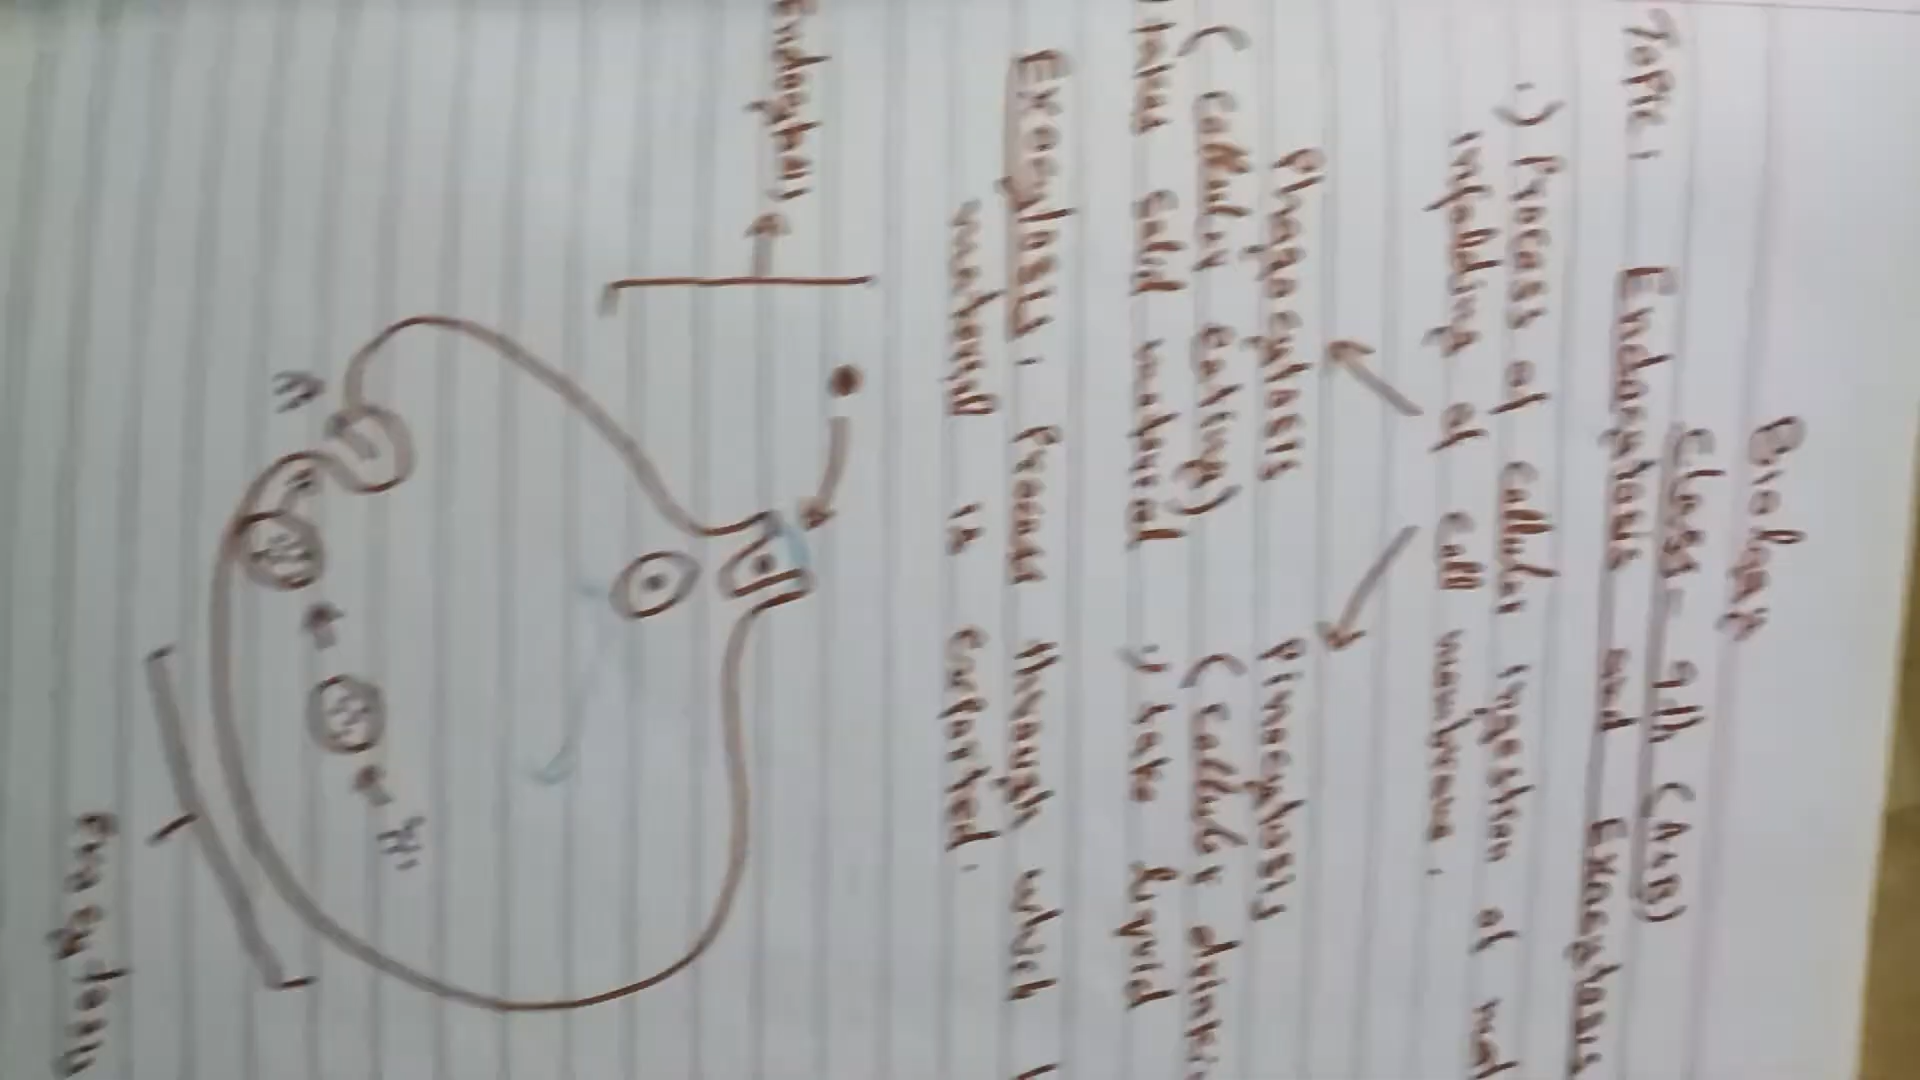 Biology
Class - 9th (A&B)
Topic: Endocytosis and Exocytosis
:) Process of cellular ingestion of mat
infolding of cell membrane.
Phagocytosis Pinocytosis
(Cellular Eating) (Cellular drinki
takes solid material :) take liquid
Exocytosis: Process through which
material is exported.
Endocytosis
Exocytosis